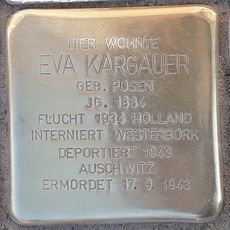 HIER WOHNTE
EVA KARGAUER
GEB. POSEN
JG. 1884
FLUCHT 1934 HOLLAND
INTERNIERT WESTERBORK
DEPORTIERT 1943
AUSCHWITZ
ERMORDET 17. 9. 1943